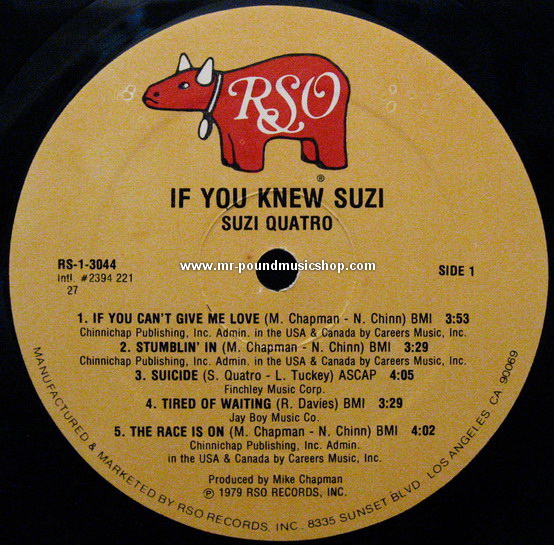 RSO
®
IF YOU KNEW SUZI
SUZI QUATRO
RS-1-3044
Intl. #2394 221
27
www.mr-poundmusicshop.com
SIDE 1
1. IF YOU CAN'T GIVE ME LOVE (M. Chapman - N. Chinn) BMI 3:53
Chinnichap Publishing, Inc. Admin. in the USA & Canada by Careers Music, Inc.
2. STUMBLIN' IN (M. Chapman - N. Chinn) BMI 3:29
Chinnichap Publishing, Inc. Admin. in the USA & Canada by Careers Music, Inc.
3. SUICIDE (S. Quatro - L. Tuckey) ASCAP 4:05
Finchley Music Corp.
4. TIRED OF WAITING (R. Davies) BMI 3:29
Jay Boy Music Co.
5. THE RACE IS ON (M. Chapman - N. Chinn) BMI 4:02
Chinnichap Publishing, Inc. Admin.
in the USA & Canada by Careers Music, Inc.
Produced by Mike Chapman
℗ 1979 RSO RECORDS, INC.
MANUFACTURED & MARKETED BY RSO RECORDS, INC. 8335 SUNSET BLVD LOS ANGELES, CA 90069